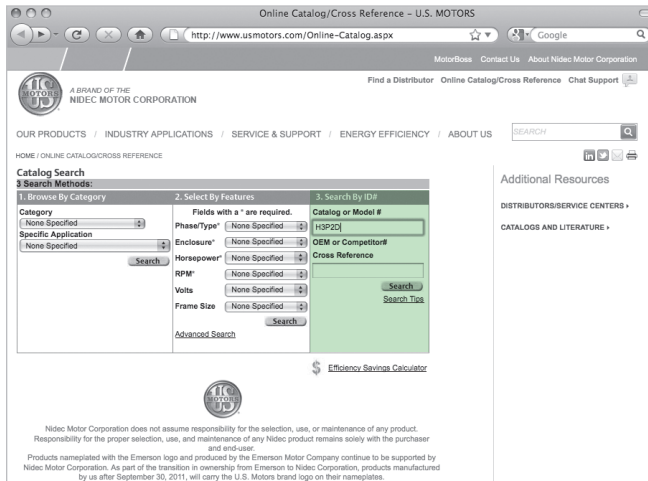 Online Catalog/Cross Reference – U.S. MOTORS
http://www.usmotors.com/Online-Catalog.aspx
Google
MotorBoss Contact Us About Nidec Motor Corporation
Find a Distributor Online Catalog/Cross Reference Chat Support
US
MOTORS
A BRAND OF THE
NIDEC MOTOR CORPORATION
OUR PRODUCTS / INDUSTRY APPLICATIONS / SERVICE & SUPPORT / ENERGY EFFICIENCY / ABOUT US
SEARCH
HOME / ONLINE CATALOG/CROSS REFERENCE
in
Catalog Search
3 Search Methods:
1. Browse By Category
Category
None Specified
Specific Application
None Specified
Search
2. Select By Features
Fields with a * are required.
Phase/Type* None Specified
Enclosure* None Specified
Horsepower* None Specified
RPM* None Specified
Volts None Specified
Frame Size None Specified
Search
Advanced Search
3. Search By ID#
Catalog or Model #
H3P2D
OEM or Competitor#
Cross Reference
Search
Search Tips
Additional Resources
DISTRIBUTORS/SERVICE CENTERS
CATALOGS AND LITERATURE
$ Efficiency Savings Calculator
US
MOTORS
Nidec Motor Corporation does not assume responsibility for the selection, use, or maintenance of any product.
Responsibility for the proper selection, use, and maintenance of any Nidec product remains solely with the purchaser
and end-user.
Products nameplated with the Emerson logo and produced by the Emerson Motor Company continue to be supported by
Nidec Motor Corporation. As part of the transition in ownership from Emerson to Nidec Corporation, products manufactured
by us after September 30, 2011, will carry the U.S. Motors brand logo on their nameplates.